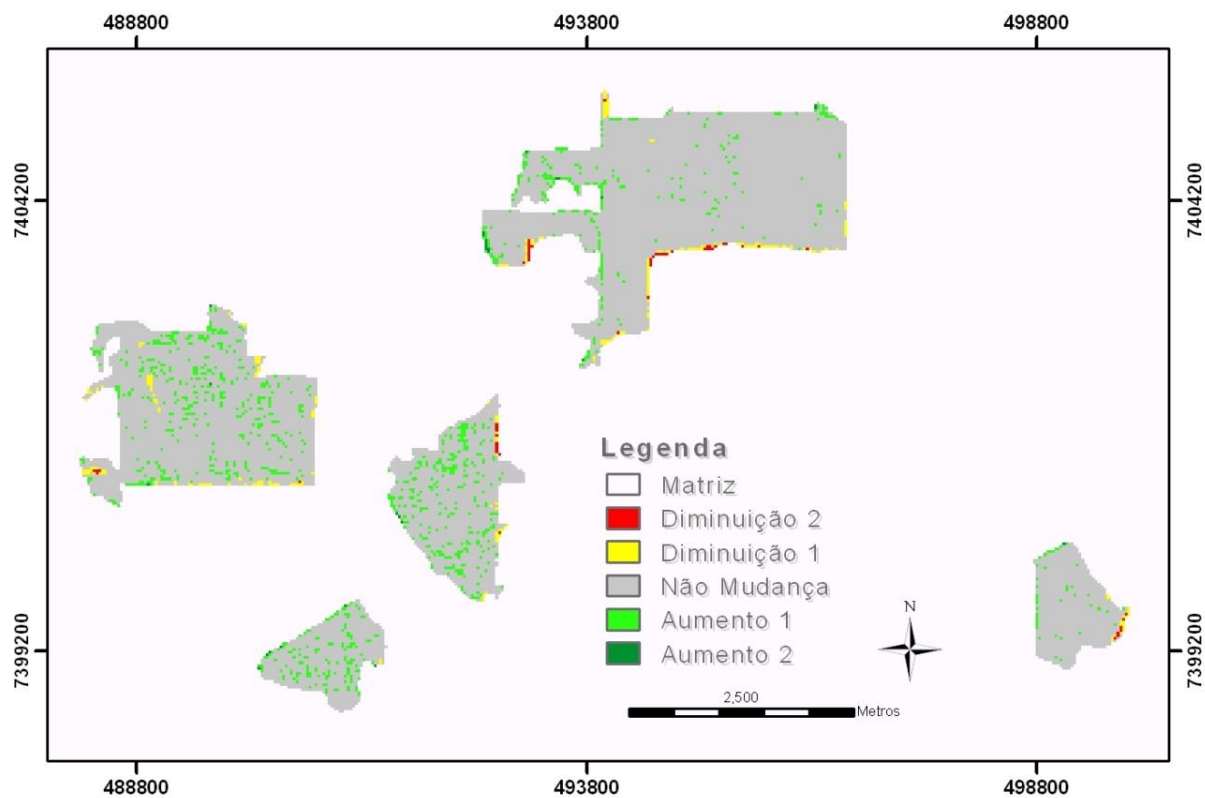 488800 493800 498800
7404200 7404200
Legenda
Matriz
Diminuição 2
Diminuição 1
Não Mudança
Aumento 1
Aumento 2
N
7399200 7399200
2,500
Metros
488800 493800 498800